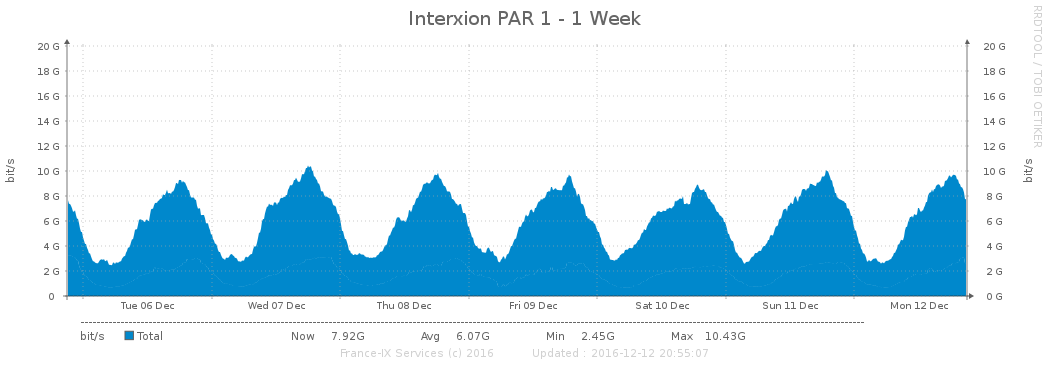 Interxion PAR 1 - 1 Week
RRDTOOL / TOBI OETIKER
bit/s
bit/s
20 G 20 G
18 G 18 G
16 G 16 G
14 G 14 G
12 G 12 G
10 G 10 G
8 G 8 G
6 G 6 G
4 G 4 G
2 G 2 G
0 0 G
Tue 06 Dec Wed 07 Dec Thu 08 Dec Fri 09 Dec Sat 10 Dec Sun 11 Dec Mon 12 Dec
bit/s Total Now 7.92G Avg 6.07G Min 2.45G Max 10.43G
France-IX Services (c) 2016 Updated : 2016-12-12 20:55:07